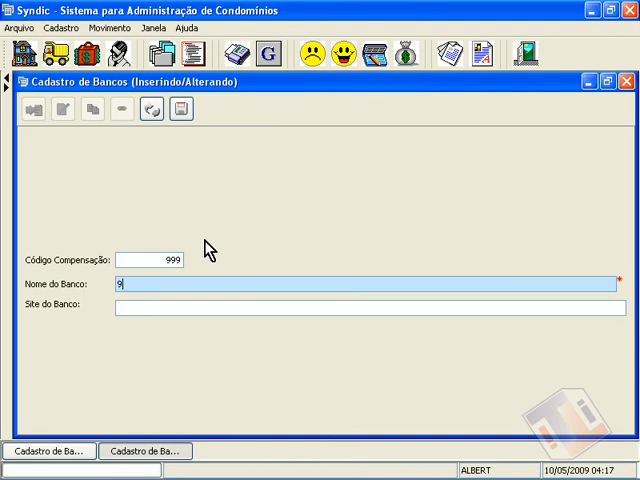 Syndic - Sistema para Administração de Condomínios
Arquivo Cadastro Movimento Janela Ajuda
G
Cadastro de Bancos (Inserindo/Alterando)
Código Compensação: 999
Nome do Banco: 9 *
Site do Banco:
Cadastro de Ba... Cadastro de Ba...
ALBERT 10/05/2009 04:17